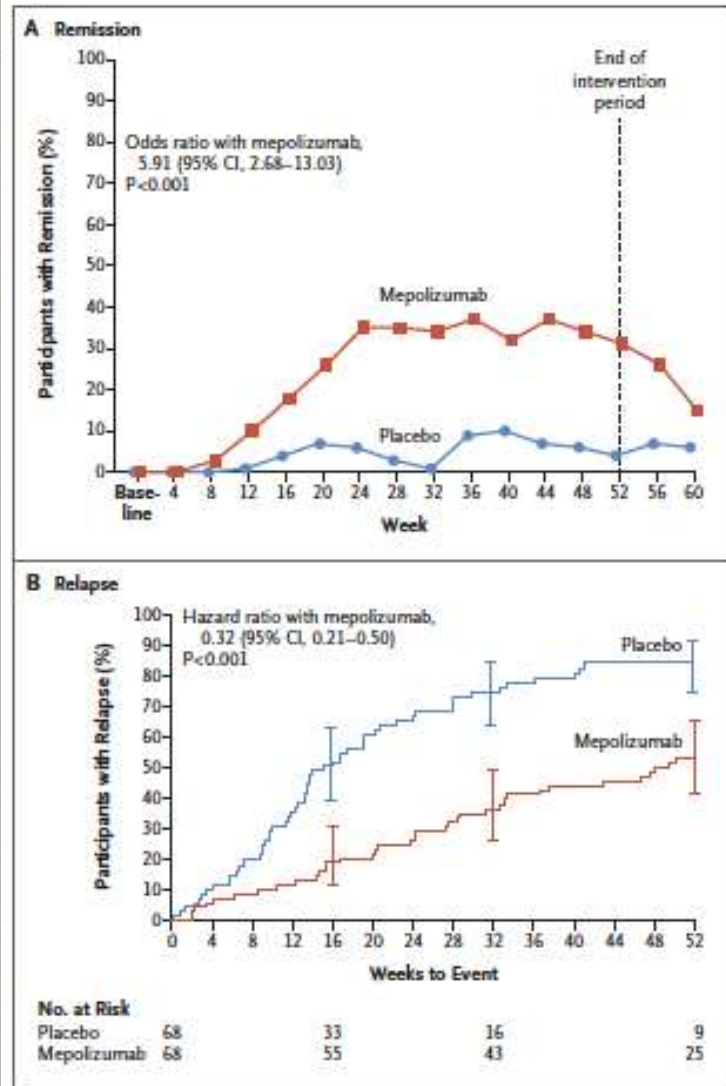 A Remission
100
90
80
70
60
50
40
30
20
10
0
Participants with Remission (%)
Odds ratio with mepolizumab,
5.91 (95% CI, 2.68–13.03)
P<0.001
End of
intervention
period
Mepolizumab
Placebo
Base- 4 8 12 16 20 24 28 32 36 40 44 48 52 56 60
line
Week
B Relapse
100
90
80
70
60
50
40
30
20
10
0
Participants with Relapse (%)
Hazard ratio with mepolizumab,
0.32 (95% CI, 0.21–0.50)
P<0.001
Placebo
Mepolizumab
0 4 8 12 16 20 24 28 32 36 40 44 48 52
Weeks to Event
No. at Risk
Placebo 68 33 16 9
Mepolizumab 68 55 43 25